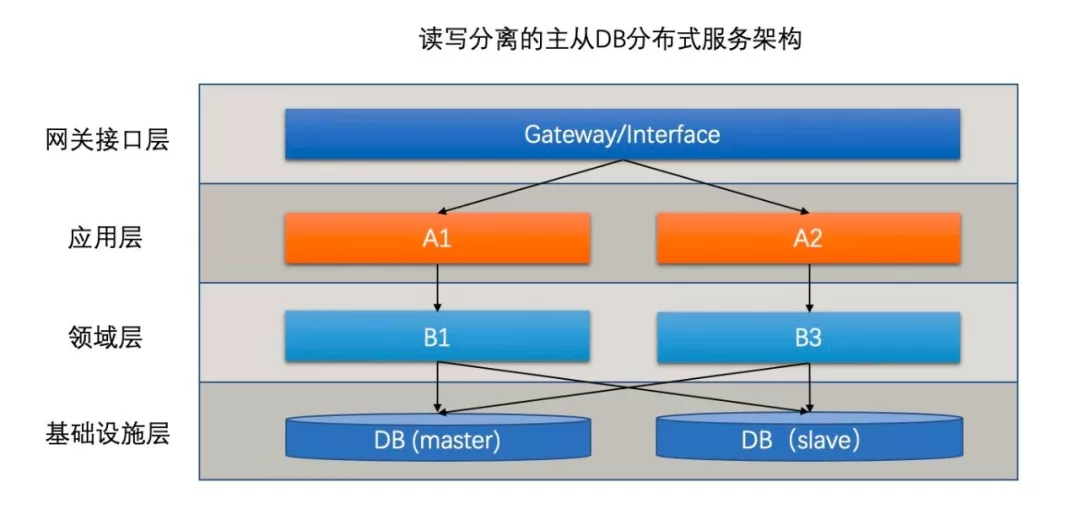 读写分离的主从DB分布式服务架构
网关接口层
Gateway/Interface
应用层
A1
A2
领域层
B1
B3
基础设施层
DB (master)
DB（slave）